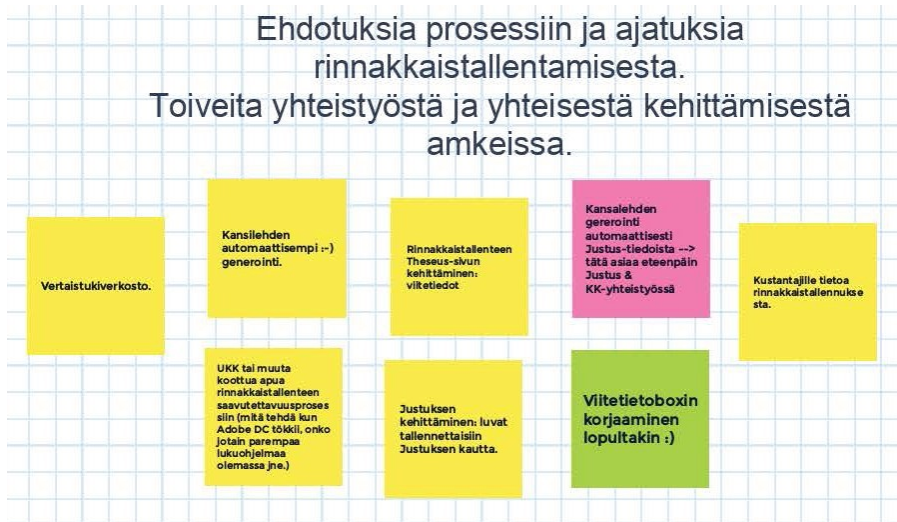 Ehdotuksia prosessiin ja ajatuksia
rinnakkaistallentamisesta.
Toiveita yhteistyöstä ja yhteisestä kehittämisestä
amkeissa.
Vertaistukiverkosto.
Kansilehden
automaattisempi :-)
generointi.
Rinnakkaistallenteen
Theseus-sivun
kehittäminen:
viitetiedot
Kansalehden
gererointi
automaattisesti
Justus-tiedoista -->
tätä asiaa eteenpäin
Justus &
KK-yhteistyössä
Kustantajille tietoa
rinnakkaistallennukse
sta.
UKK tai muuta
koottua apua
rinnakkaistallenteen
saavutettavuusproses
siin (mitä tehdä kun
Adobe DC tökkii, onko
jotain parempaa
lukuohjelmaa
olemassa jne.)
Justuksen
kehittäminen: luvat
tallennettaisiin
Justuksen kautta.
Viitetietoboxin
korjaaminen
lopultakin :)